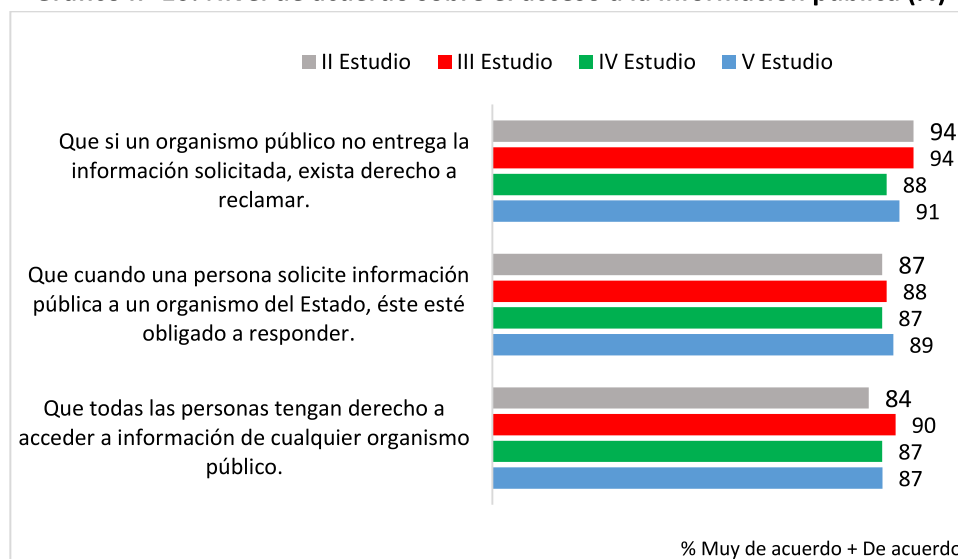 II Estudio III Estudio IV Estudio V Estudio
Que si un organismo público no entrega la
información solicitada, exista derecho a
reclamar.
94
94
88
91
Que cuando una persona solicite información
pública a un organismo del Estado, éste esté
obligado a responder.
87
88
87
89
Que todas las personas tengan derecho a
acceder a información de cualquier organismo
público.
84
90
87
87
% Muy de acuerdo + De acuerdo